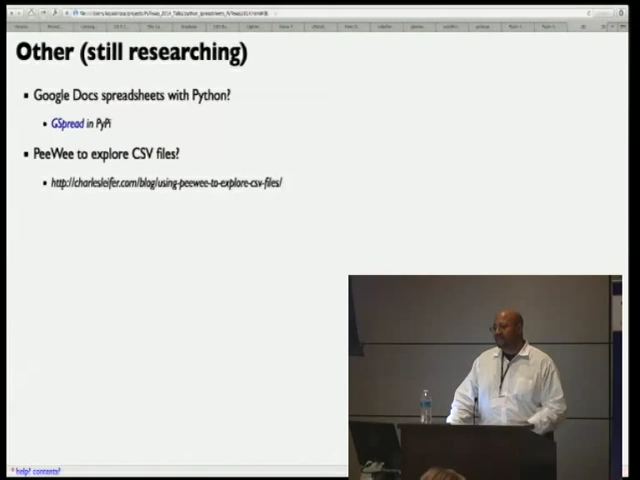 Other (still researching)
Google Docs spreadsheets with Python?
GSpread in PyPi
PeeWee to explore CSV files?
http://charlesleifer.com/blog/using-peewee-to-explore-csv-files/
help? contents?